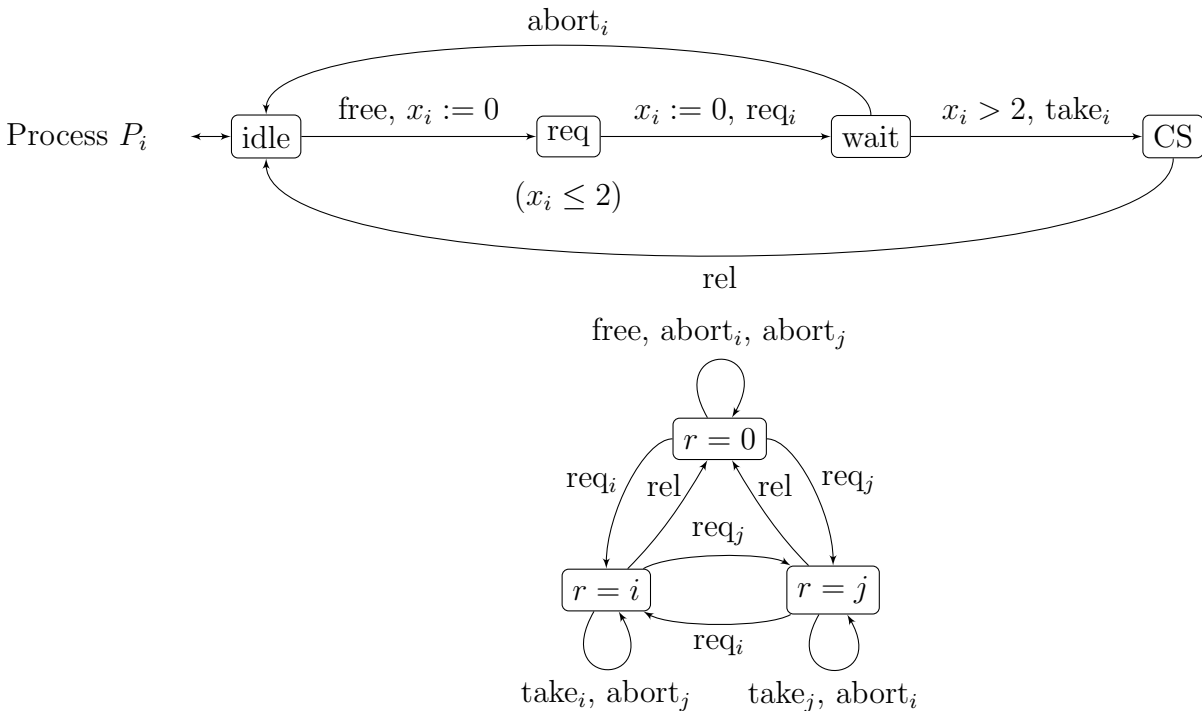 abort_i
free, x_i := 0
x_i := 0, req_i
x_i > 2, take_i
Process P_i
idle
req
wait
CS
(x_i ≤ 2)
rel
free, abort_i, abort_j
r = 0
req_i
rel
rel
req_j
req_j
r = i
r = j
req_i
take_i, abort_j
take_j, abort_i